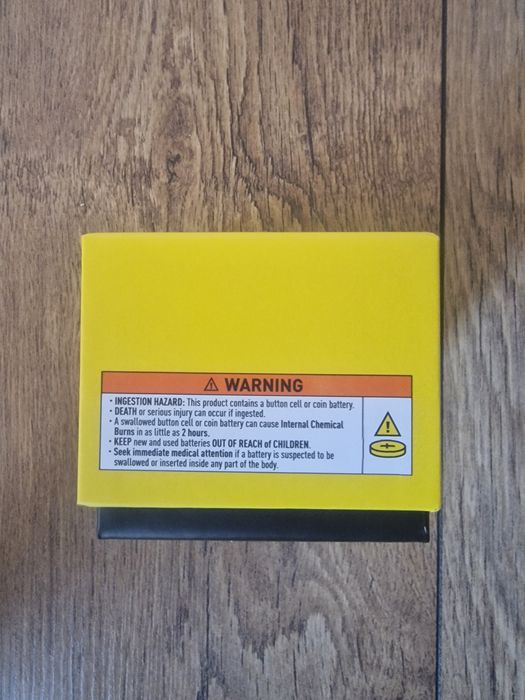 ⚠ WARNING
• INGESTION HAZARD: This product contains a button cell or coin battery.
• DEATH or serious injury can occur if ingested.
• A swallowed button cell or coin battery can cause Internal Chemical
Burns in as little as 2 hours.
• KEEP new and used batteries OUT OF REACH of CHILDREN.
• Seek immediate medical attention if a battery is suspected to be
swallowed or inserted inside any part of the body.